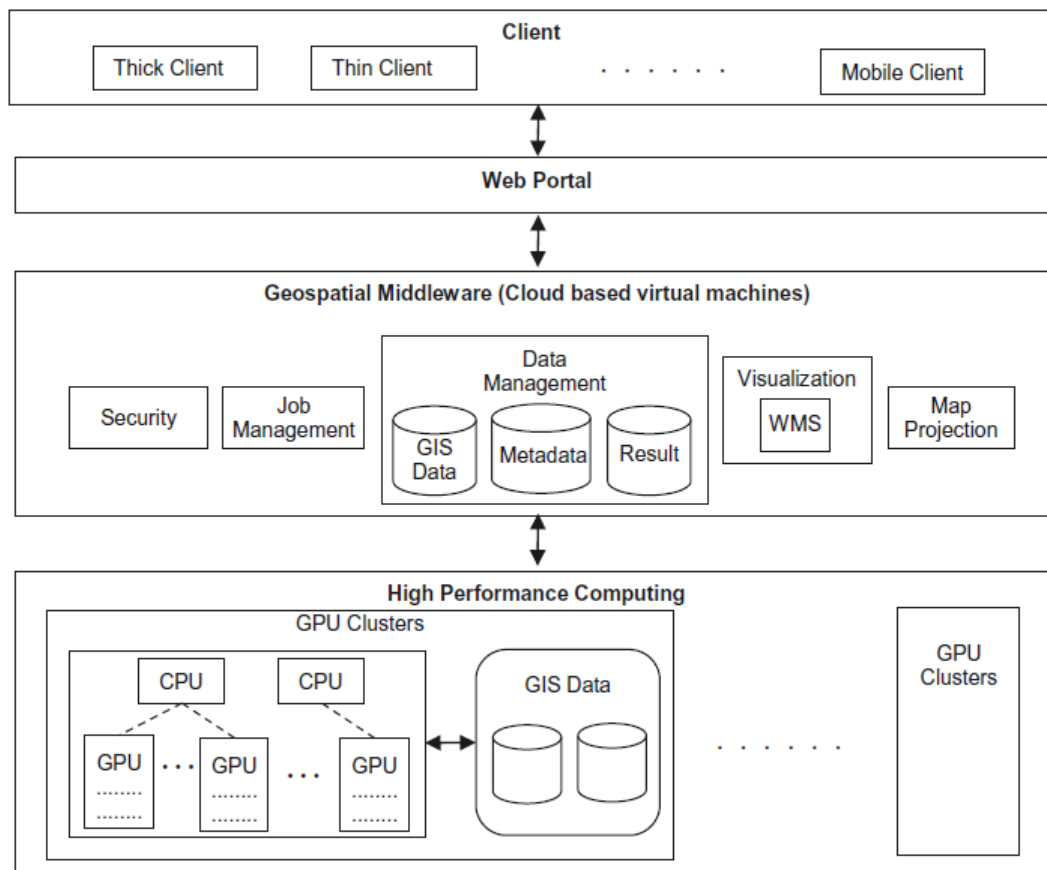 Client
Thick Client
Thin Client
. . . . . .
Mobile Client
Web Portal
Geospatial Middleware (Cloud based virtual machines)
Security
Job
Management
Data
Management
GIS
Data
Metadata
Result
Visualization
WMS
Map
Projection
High Performance Computing
GPU Clusters
CPU
CPU
GPU
........
........
...
GPU
........
........
...
GPU
........
........
GIS Data
. . . . . .
GPU
Clusters